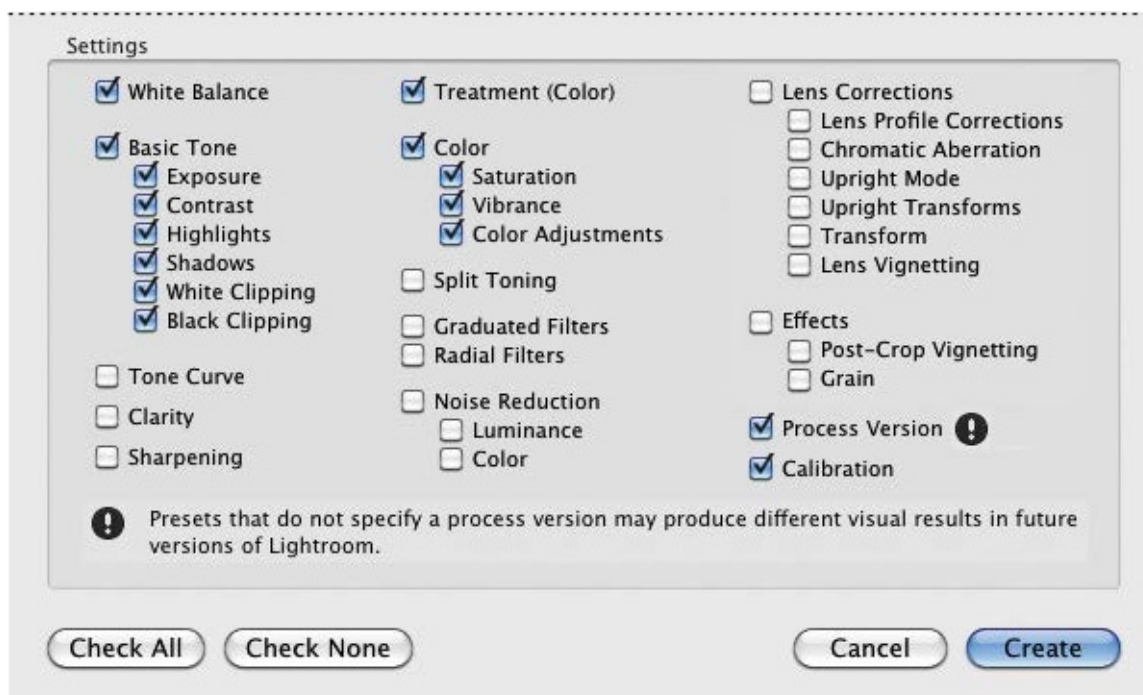 Settings
White Balance
Basic Tone
Exposure
Contrast
Highlights
Shadows
White Clipping
Black Clipping
Tone Curve
Clarity
Sharpening
Treatment (Color)
Color
Saturation
Vibrance
Color Adjustments
Split Toning
Graduated Filters
Radial Filters
Noise Reduction
Luminance
Color
Lens Corrections
Lens Profile Corrections
Chromatic Aberration
Upright Mode
Upright Transforms
Transform
Lens Vignetting
Effects
Post-Crop Vignetting
Grain
Process Version
Calibration
Presets that do not specify a process version may produce different visual results in future
versions of Lightroom.
Check All
Check None
Cancel
Create